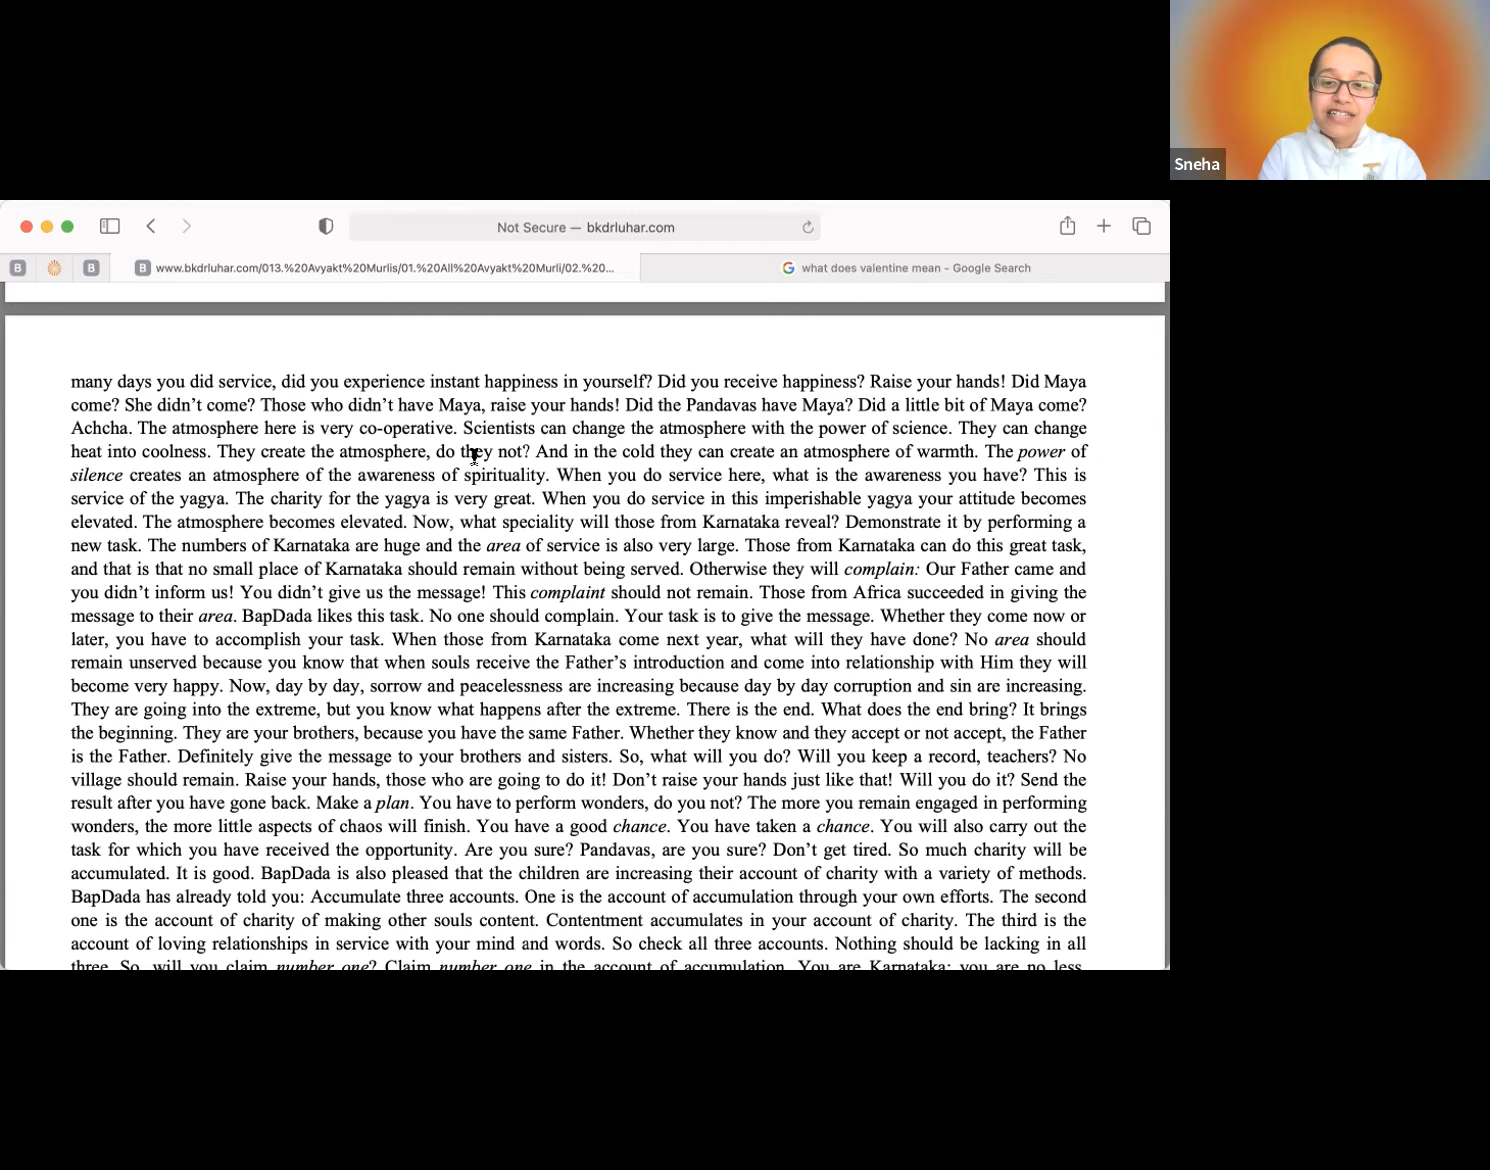 Sneha
Not Secure — bkdrluhar.com
B
B
B www.bkdrluhar.com/013.%20Avyakt%20Murlis/01.%20All%20Avyakt%20Murli/02.%20...
G what does valentine mean - Google Search
many days you did service, did you experience instant happiness in yourself? Did you receive happiness? Raise your hands! Did Maya
come? She didn’t come? Those who didn’t have Maya, raise your hands! Did the Pandavas have Maya? Did a little bit of Maya come?
Achcha. The atmosphere here is very co-operative. Scientists can change the atmosphere with the power of science. They can change
heat into coolness. They create the atmosphere, do they not? And in the cold they can create an atmosphere of warmth. The power of
silence creates an atmosphere of the awareness of spirituality. When you do service here, what is the awareness you have? This is
service of the yagya. The charity for the yagya is very great. When you do service in this imperishable yagya your attitude becomes
elevated. The atmosphere becomes elevated. Now, what speciality will those from Karnataka reveal? Demonstrate it by performing a
new task. The numbers of Karnataka are huge and the area of service is also very large. Those from Karnataka can do this great task,
and that is that no small place of Karnataka should remain without being served. Otherwise they will complain: Our Father came and
you didn’t inform us! You didn’t give us the message! This complaint should not remain. Those from Africa succeeded in giving the
message to their area. BapDada likes this task. No one should complain. Your task is to give the message. Whether they come now or
later, you have to accomplish your task. When those from Karnataka come next year, what will they have done? No area should
remain unserved because you know that when souls receive the Father’s introduction and come into relationship with Him they will
become very happy. Now, day by day, sorrow and peacelessness are increasing because day by day corruption and sin are increasing.
They are going into the extreme, but you know what happens after the extreme. There is the end. What does the end bring? It brings
the beginning. They are your brothers, because you have the same Father. Whether they know and they accept or not accept, the Father
is the Father. Definitely give the message to your brothers and sisters. So, what will you do? Will you keep a record, teachers? No
village should remain. Raise your hands, those who are going to do it! Don’t raise your hands just like that! Will you do it? Send the
result after you have gone back. Make a plan. You have to perform wonders, do you not? The more you remain engaged in performing
wonders, the more little aspects of chaos will finish. You have a good chance. You have taken a chance. You will also carry out the
task for which you have received the opportunity. Are you sure? Pandavas, are you sure? Don’t get tired. So much charity will be
accumulated. It is good. BapDada is also pleased that the children are increasing their account of charity with a variety of methods.
BapDada has already told you: Accumulate three accounts. One is the account of accumulation through your own efforts. The second
one is the account of charity of making other souls content. Contentment accumulates in your account of charity. The third is the
account of loving relationships in service with your mind and words. So check all three accounts. Nothing should be lacking in all
three. So, will you claim number one? Claim number one in the account of accumulation. You are Karnataka; you are no less.